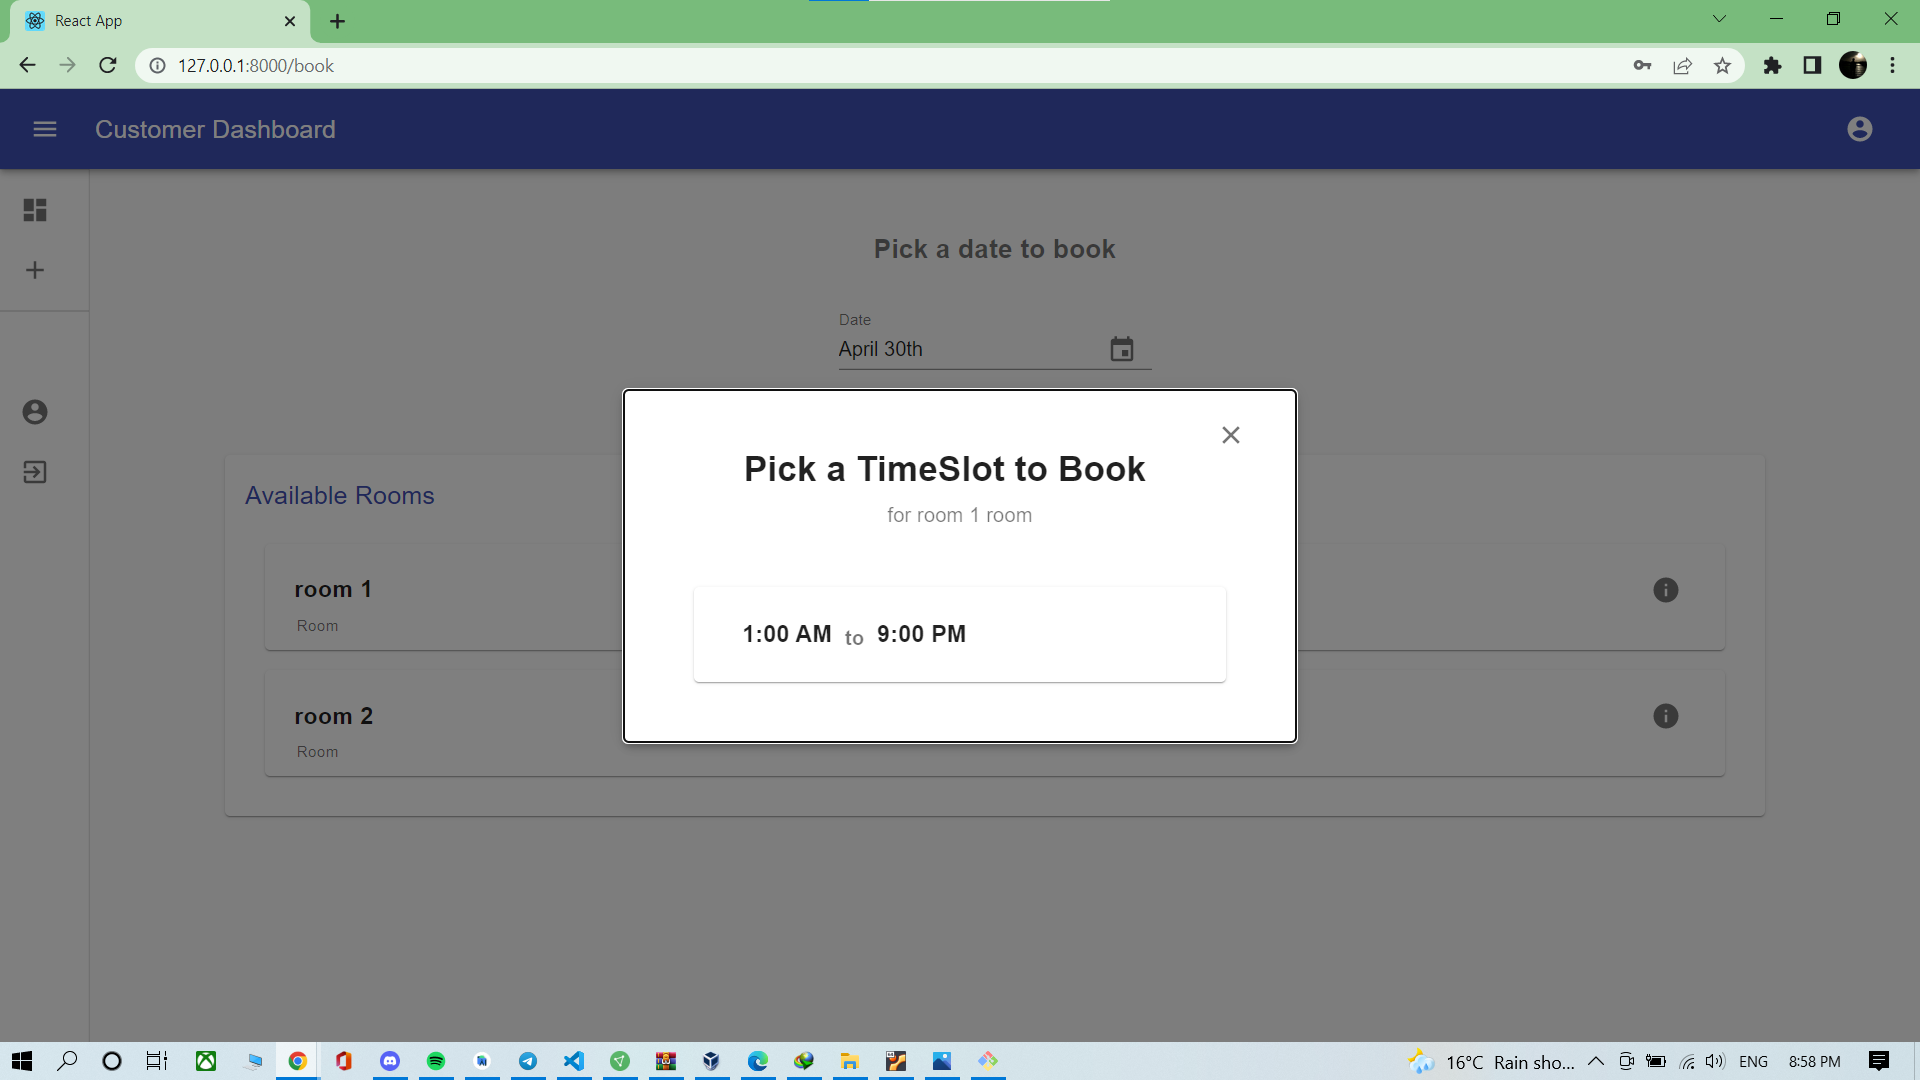 React App
127.0.0.1:8000/book
Customer Dashboard
Pick a date to book
Date
April 30th
Pick a TimeSlot to Book
for room 1 room
1:00 AM to 9:00 PM
Available Rooms
room 1
Room
room 2
Room
16°C Rain sho... ENG 8:58 PM